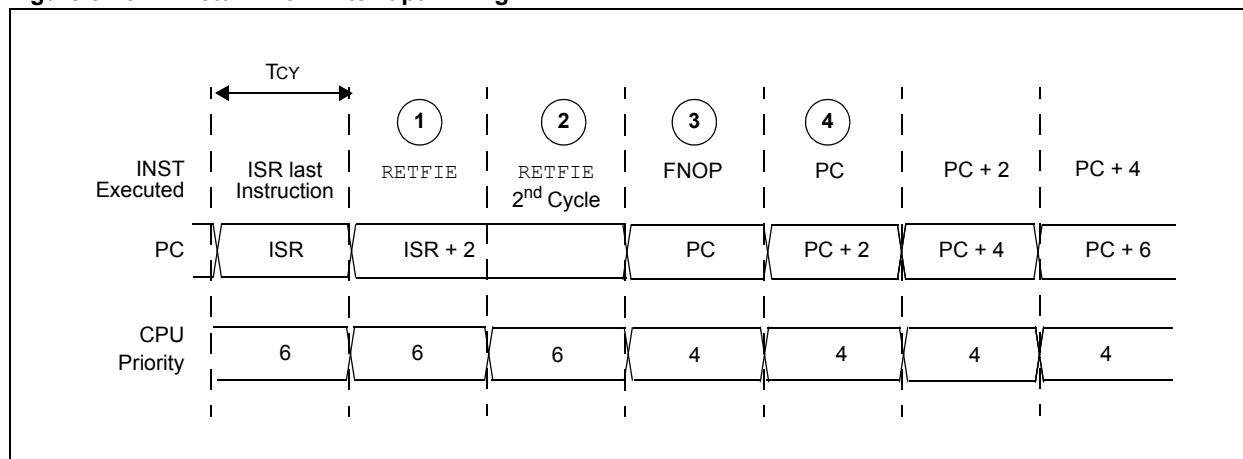 TCY
1 2 3 4
INST ISR last RETFIE RETFIE FNOP PC PC + 2 PC + 4
Executed Instruction 2nd Cycle
PC ISR ISR + 2 PC PC + 2 PC + 4 PC + 6
CPU
Priority 6 6 6 4 4 4 4